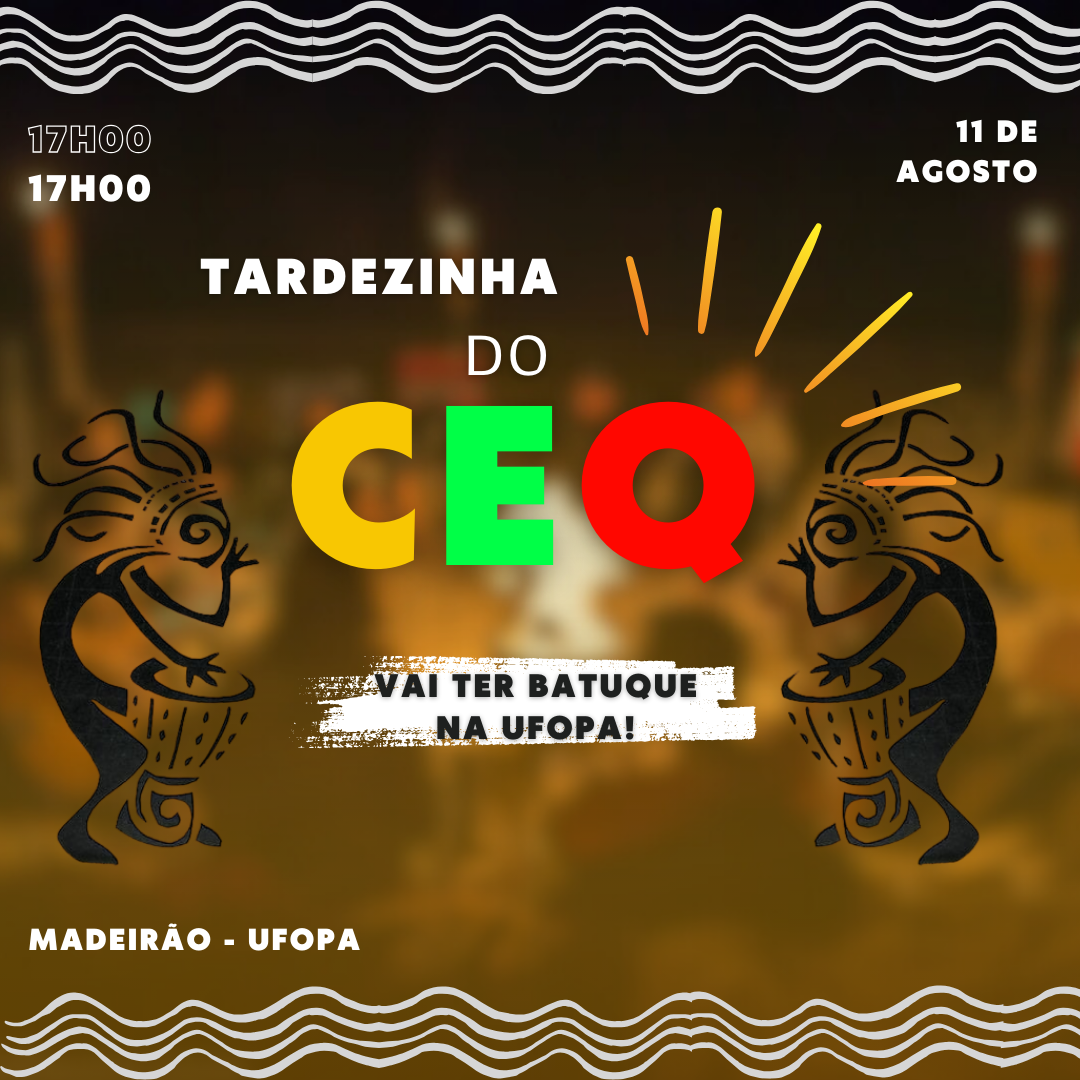 17H00
17H00
11 DE
AGOSTO
TARDEZINHA
DO
CEQ
VAI TER BATUQUE
NA UFOPA!
MADEIRÃO - UFOPA